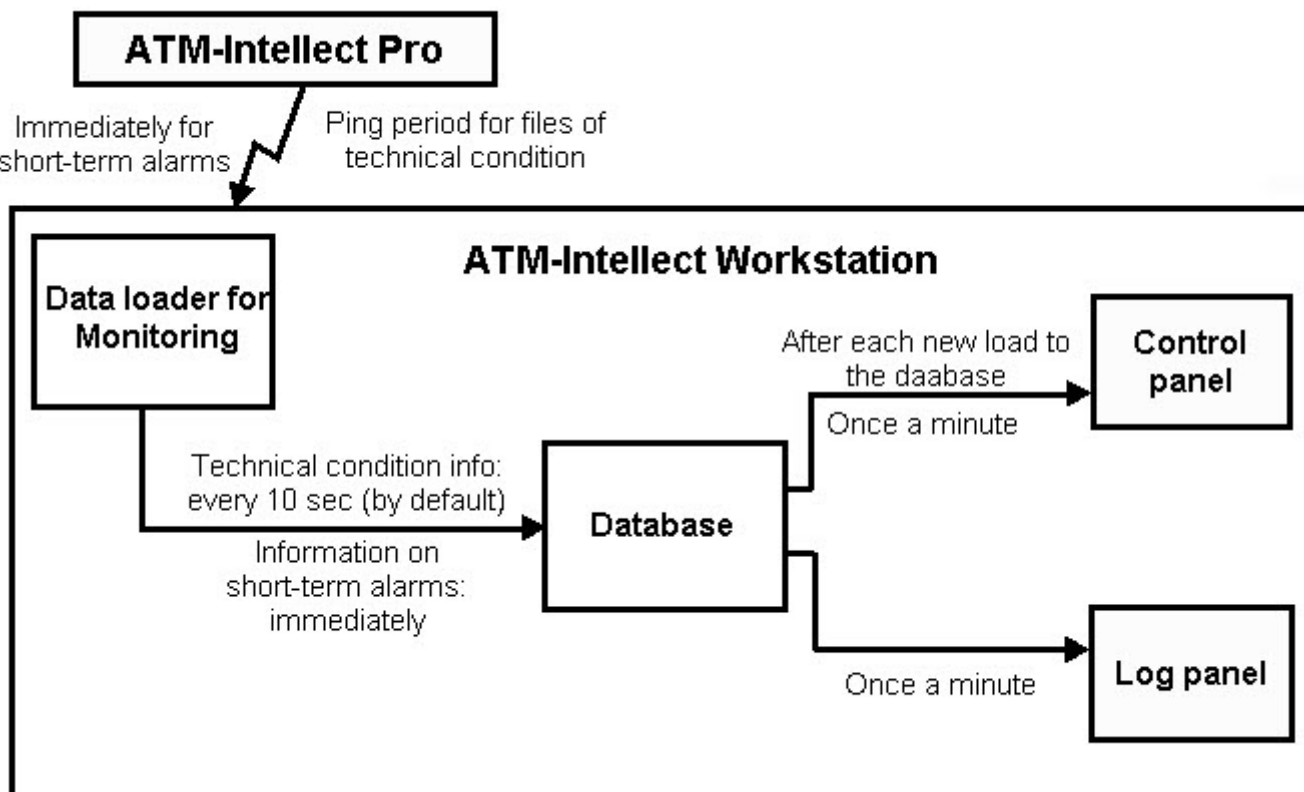 ATM-Intellect Pro
Immediately for
short-term alarms
Ping period for files of
technical condition
ATM-Intellect Workstation
Data loader for
Monitoring
After each new load to
the daabase
Once a minute
Control
panel
Technical condition info:
every 10 sec (by default)
Information on
short-term alarms:
immediately
Database
Once a minute
Log panel